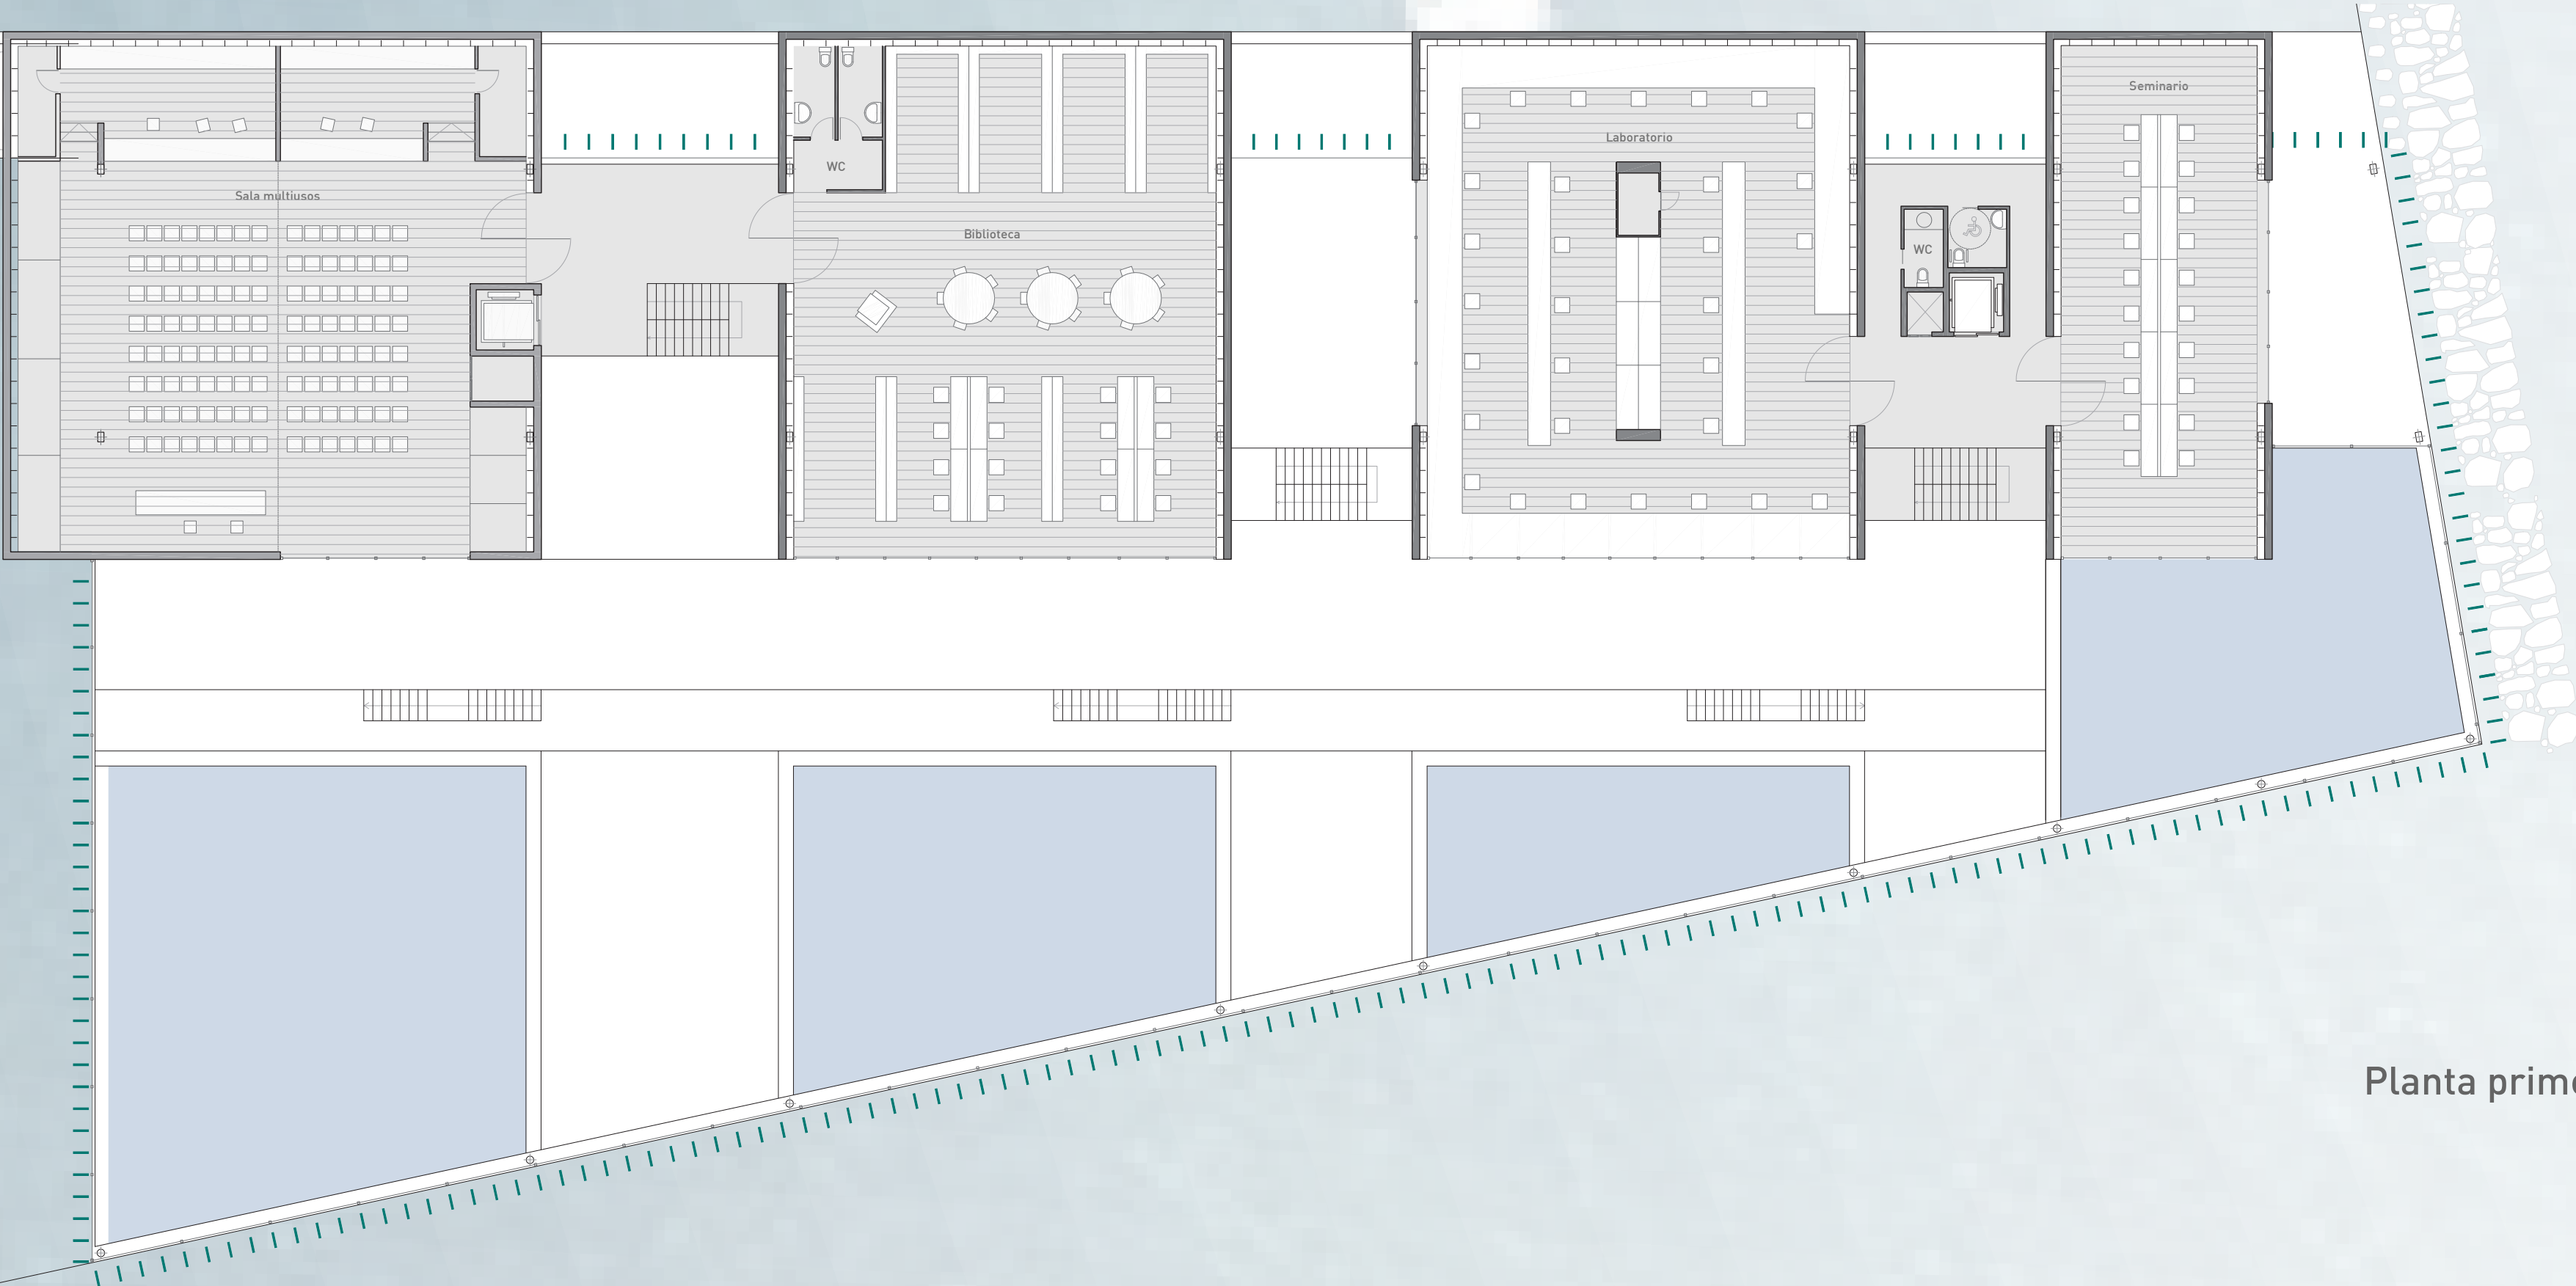 Seminario
Laboratorio
WC
Sala multiusos
Biblioteca
WC
Planta prim